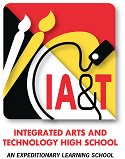 IA&T
INTEGRATED ARTS AND
TECHNOLOGY HIGH SCHOOL
AN EXPEDITIONARY LEARNING SCHOOL